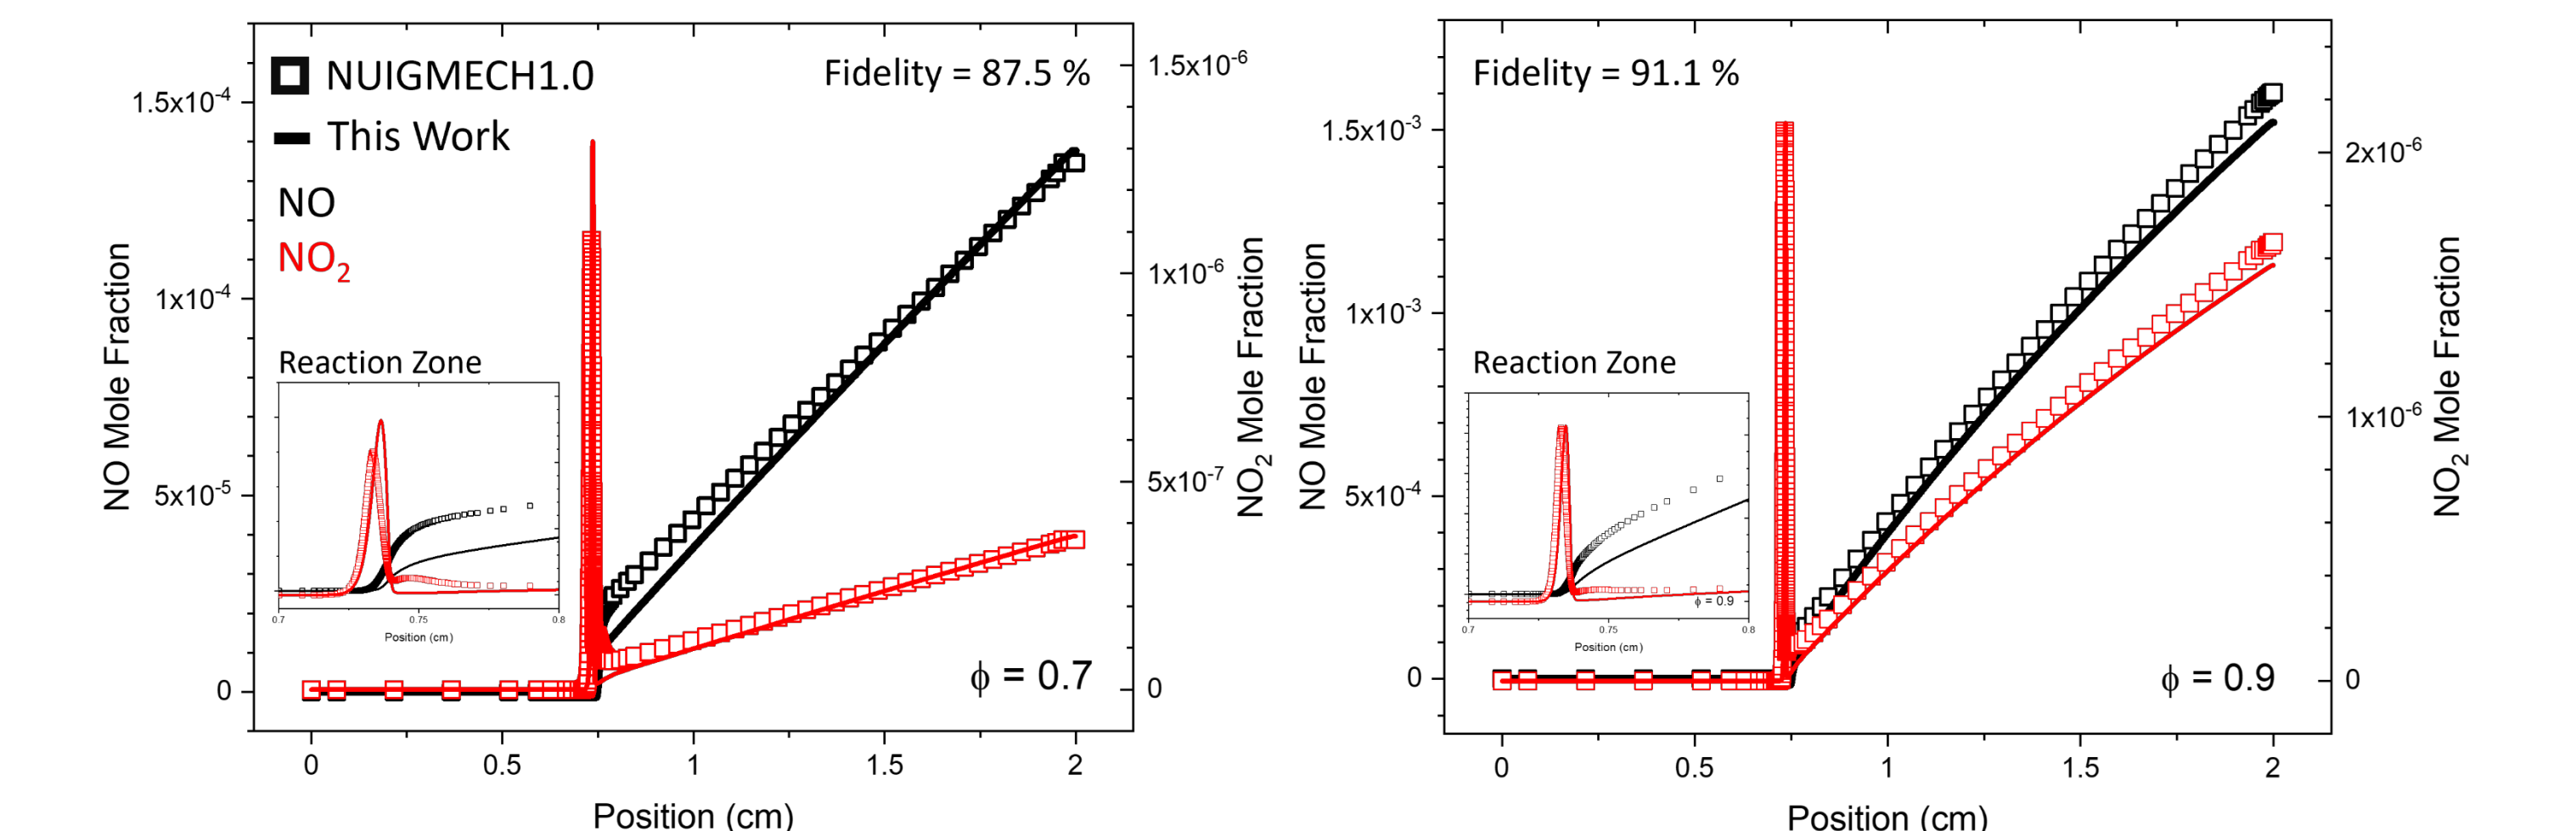 NUIGMECH1.0
This Work
NO
NO₂
Fidelity = 87.5 %
Reaction Zone
0.7
0.75
0.8
Position (cm)
ϕ = 0.7
NO Mole Fraction
1.5x10⁻⁴
1x10⁻⁴
5x10⁻⁵
0
1.5x10⁻⁶
1x10⁻⁶
5x10⁻⁷
0
NO₂ Mole Fraction
0
0.5
1
1.5
2
Position (cm)
Fidelity = 91.1 %
Reaction Zone
ϕ = 0.9
0.7
0.75
0.8
Position (cm)
ϕ = 0.9
NO Mole Fraction
1.5x10⁻³
1x10⁻³
5x10⁻⁴
0
2x10⁻⁶
1x10⁻⁶
0
NO₂ Mole Fraction
0
0.5
1
1.5
2
Position (cm)